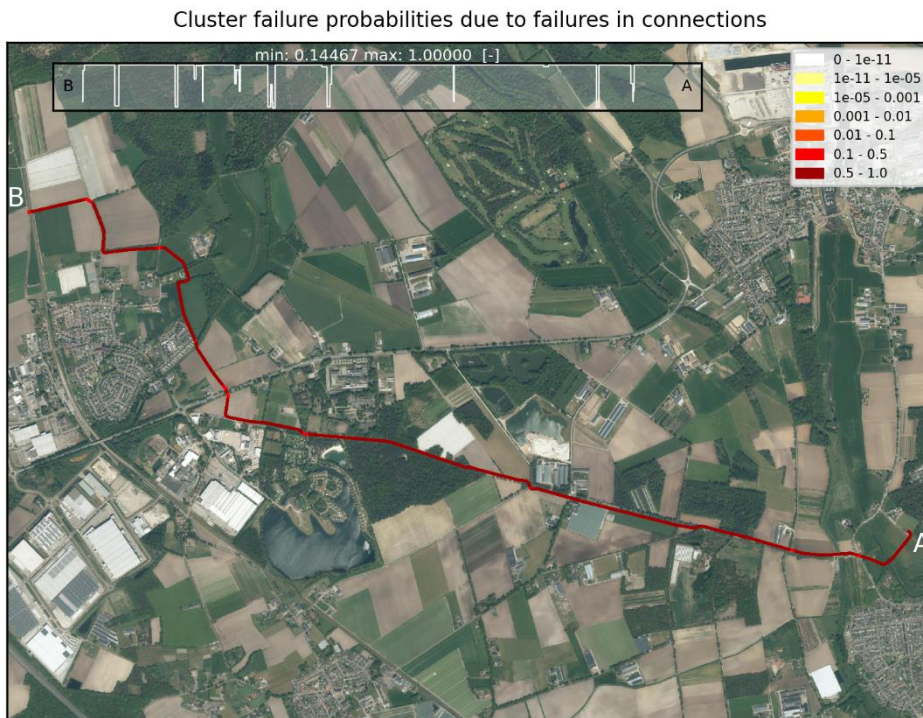 Cluster failure probabilities due to failures in connections
min: 0.14467 max: 1.00000  [-]
B
A
0 - 1e-11
1e-11 - 1e-05
1e-05 - 0.001
0.001 - 0.01
0.01 - 0.1
0.1 - 0.5
0.5 - 1.0
B
A